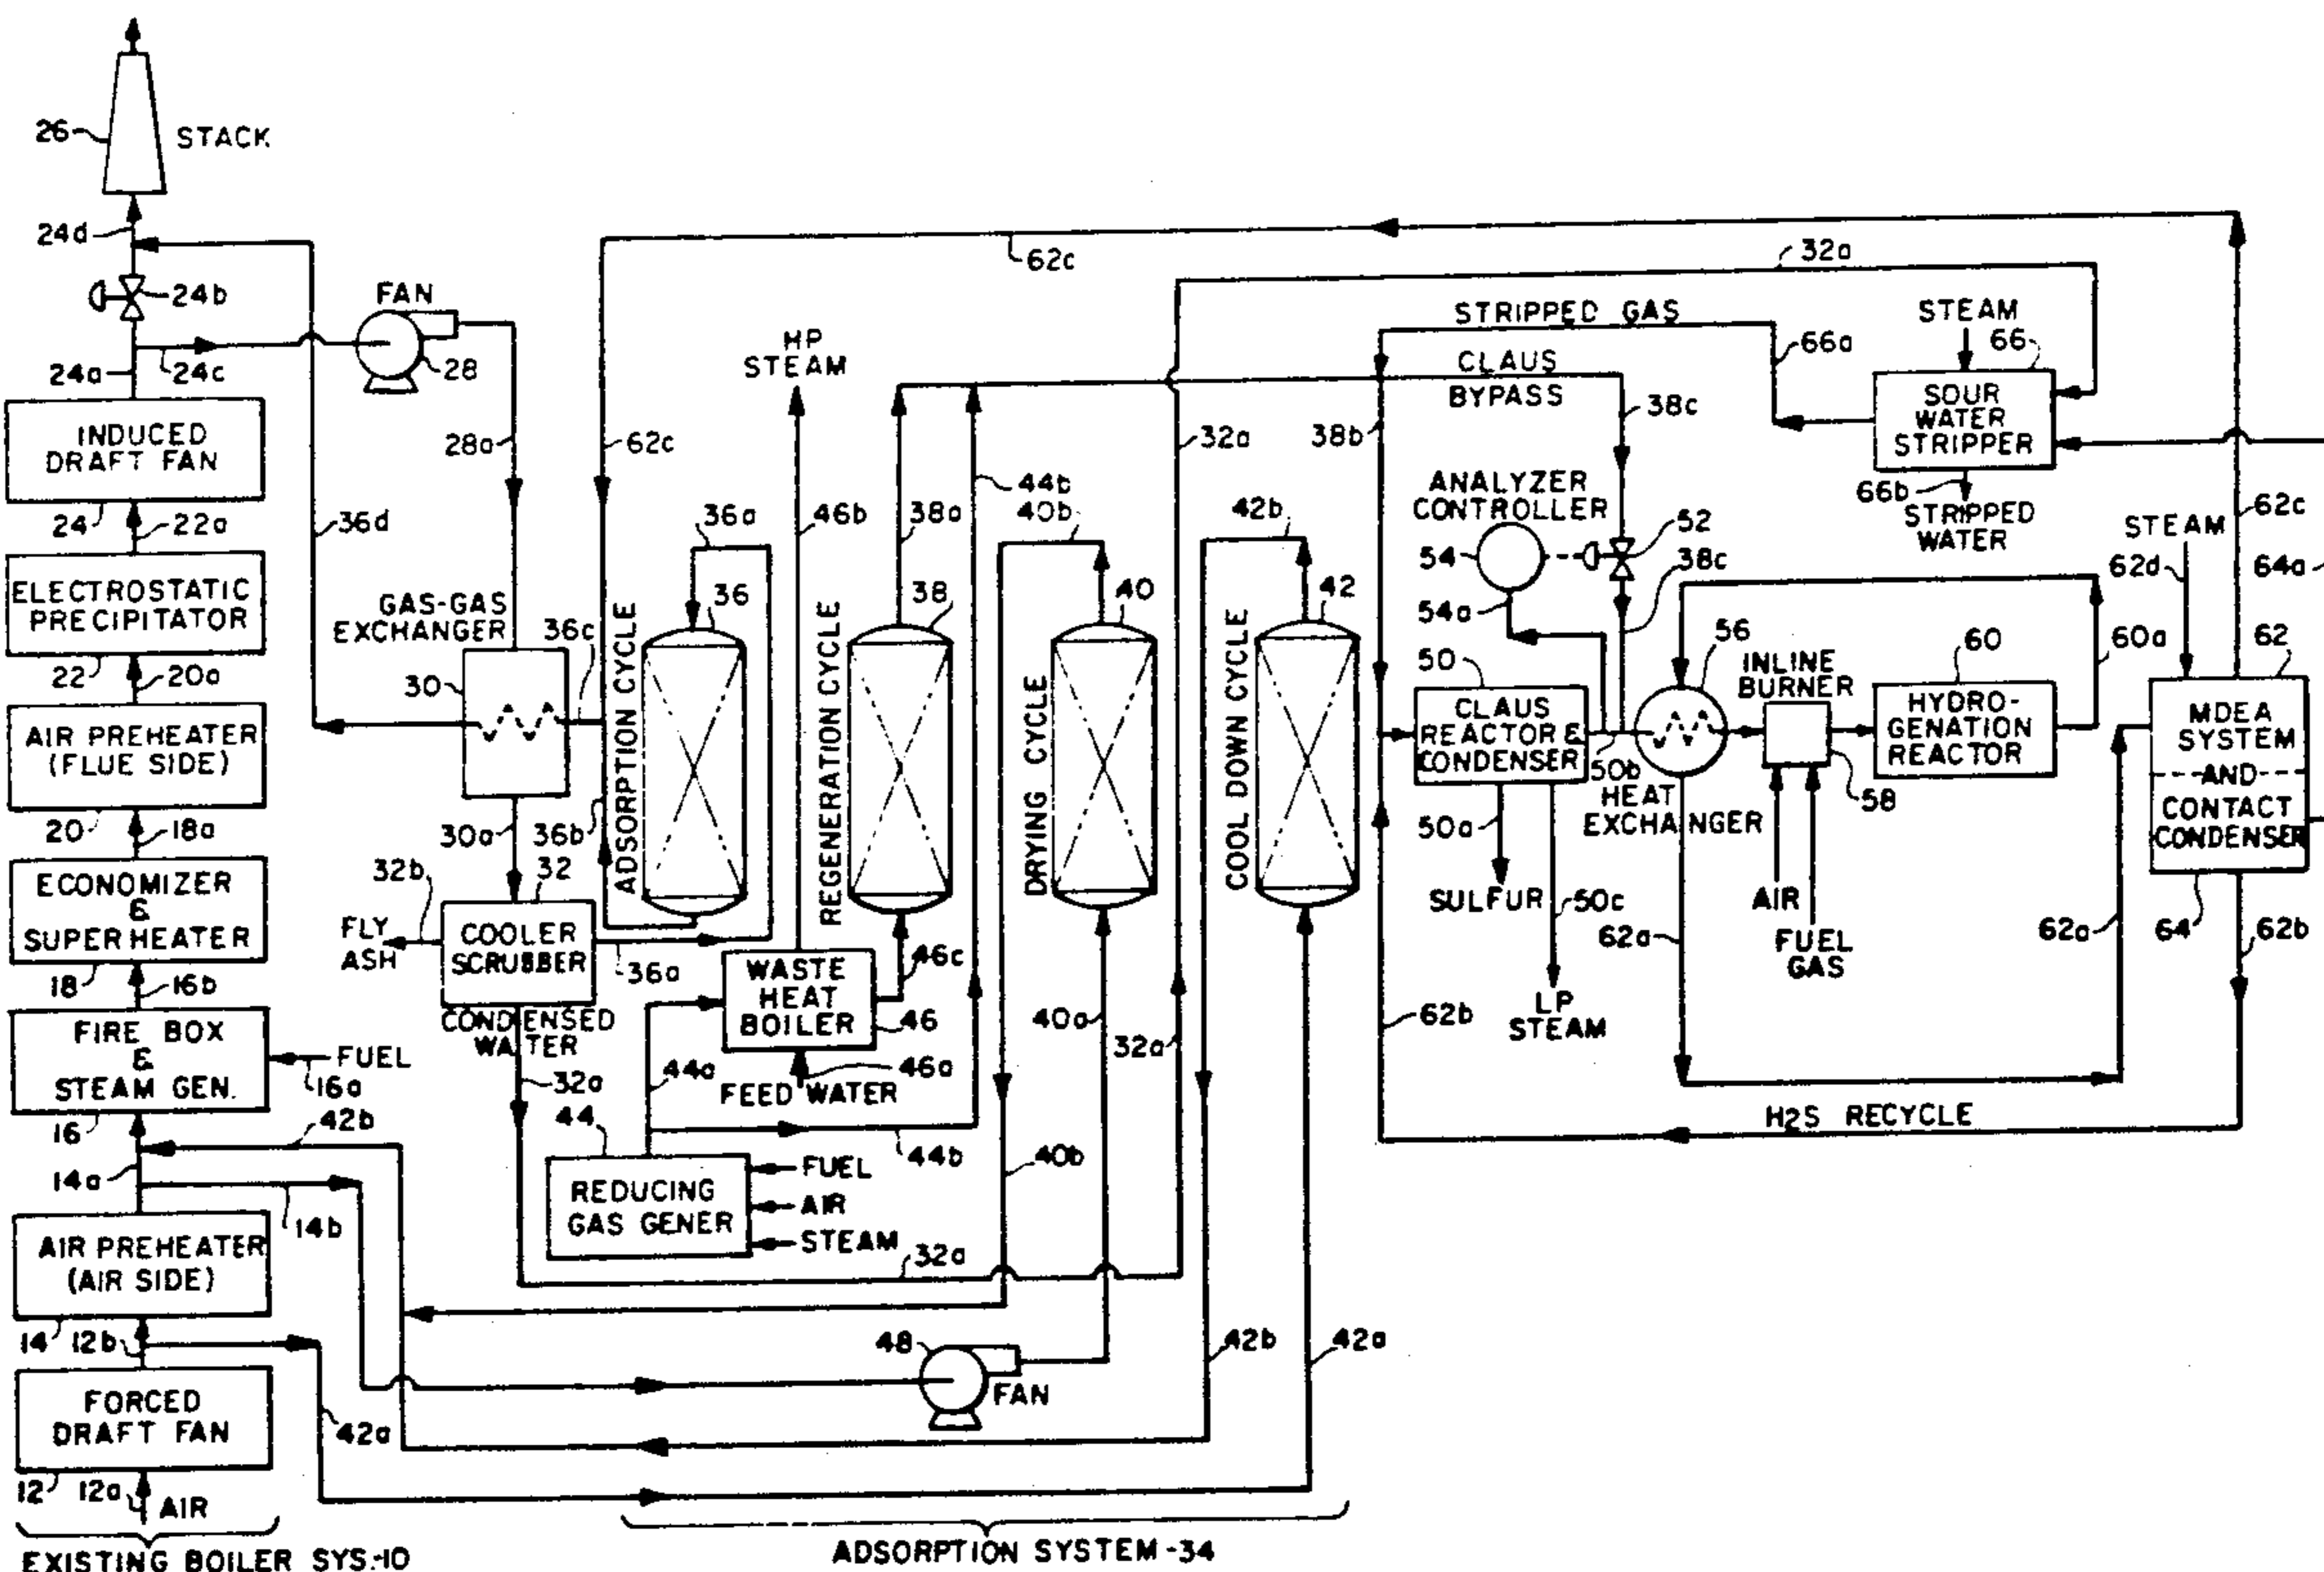 26
STACK
24d
24b
24a
24c
FAN
28
28a
INDUCED
DRAFT FAN
24
22a
36d
ELECTROSTATIC
PRECIPITATOR
22
20a
AIR PREHEATER
(FLUE SIDE)
20
18a
ECONOMIZER
&
SUPERHEATER
18
16b
FIRE BOX
&
STEAM GEN.
FUEL
16a
16
42b
14a
14b
AIR PREHEATER
(AIR SIDE)
14
12b
FORCED
DRAFT FAN
42a
12
12a
AIR
EXISTING BOILER SYS.-10
GAS-GAS
EXCHANGER
30
36c
30a
36b
32b
32
FLY
ASH
COOLER
SCRUBBER
36a
CONDENSED
WATER
32a
62c
62c
36a
36
ADSORPTION CYCLE
HP
STEAM
46b
REGENERATION CYCLE
38a
38
44b
WASTE
HEAT
BOILER
46c
46
46a
FEED WATER
44a
44
44b
REDUCING
GAS GENER
FUEL
AIR
STEAM
32a
40b
40
DRYING CYCLE
40a
40b
32a
32a
48
FAN
42b
42
COOL DOWN CYCLE
42b
42a
ADSORPTION SYSTEM-34
32a
STRIPPED GAS
66a
CLAUS
BYPASS
38b
38c
STEAM
66
SOUR
WATER
STRIPPER
66b
STRIPPED
WATER
ANALYZER
CONTROLLER
54
52
54a
38c
50
CLAUS
REACTOR &
CONDENSER
50b
50a
SULFUR
50c
LP
STEAM
HEAT
EXCHANGER
56
INLINE
BURNER
58
AIR
FUEL
GAS
60
HYDRO-
GENATION
REACTOR
60a
STEAM
62d
62c
64a
62
MDEA
SYSTEM
AND
CONTACT
CONDENSER
64
62b
62a
62a
62b
H2S RECYCLE